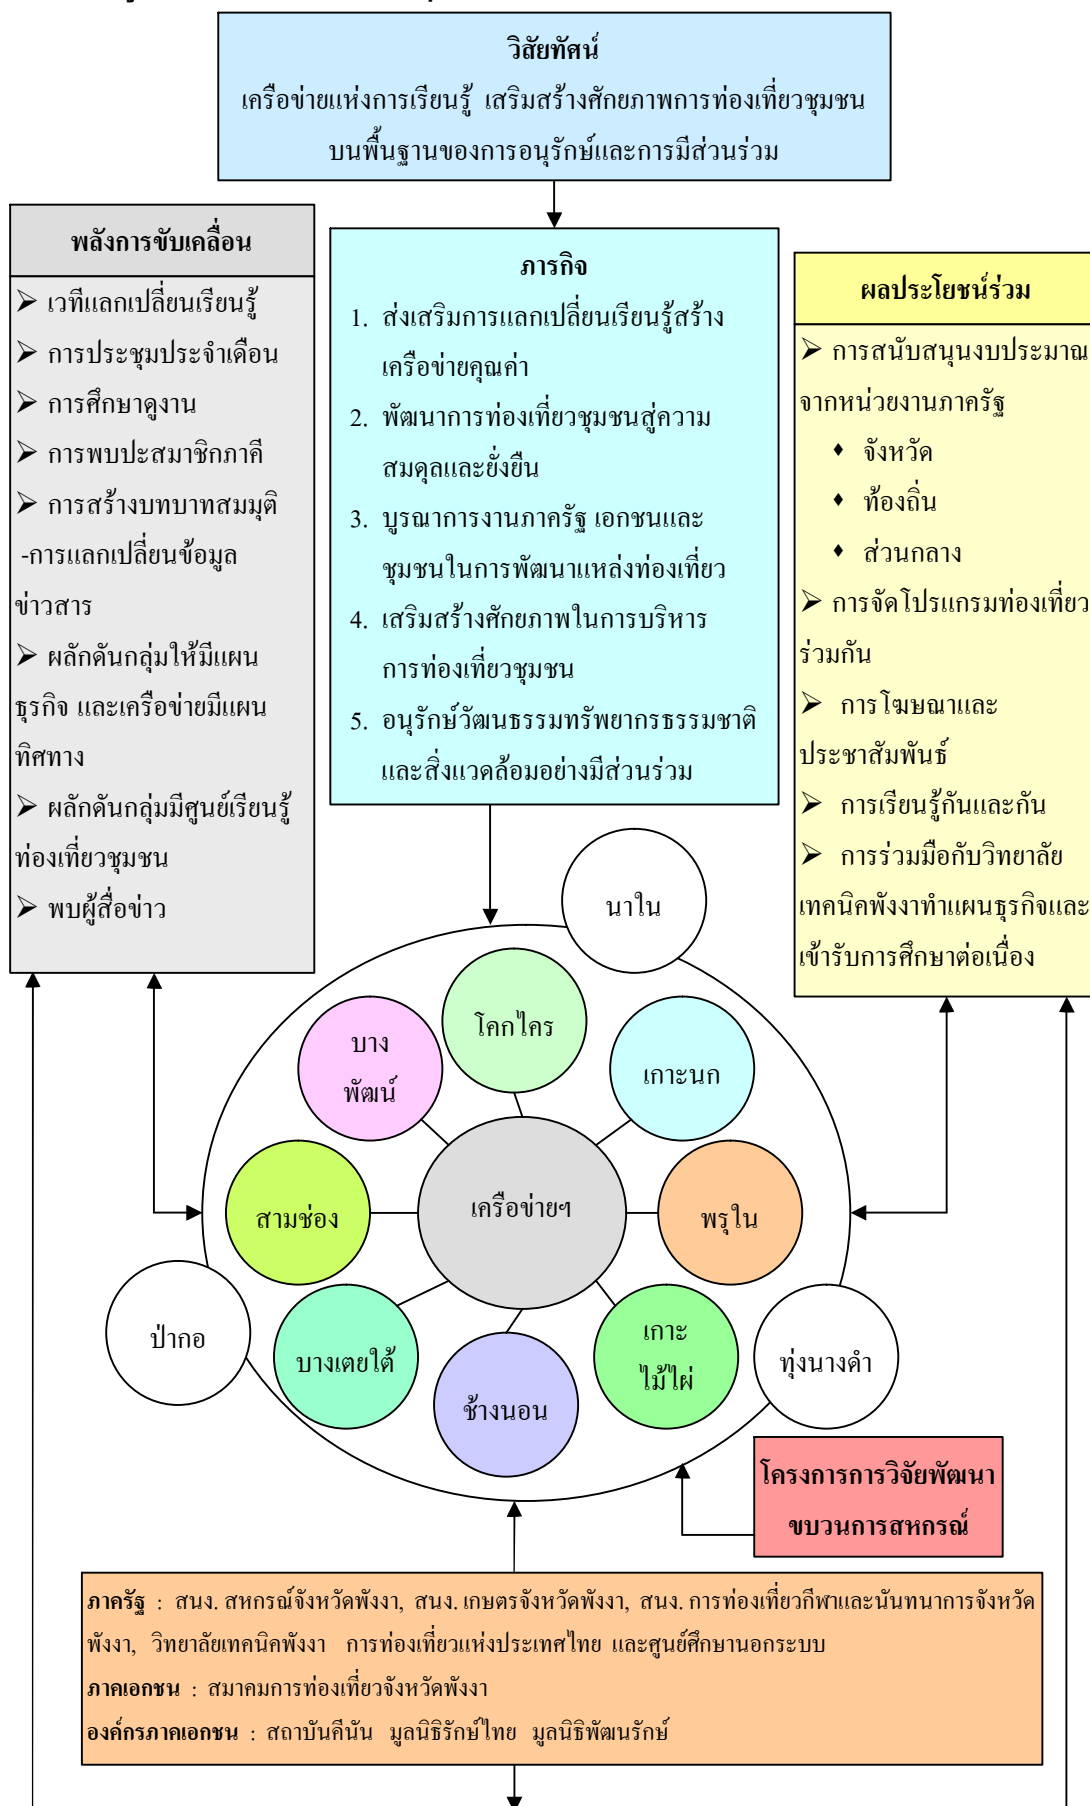 วิสัยทัศน์
เครือข่ายแห่งการเรียนรู้ เสริมสร้างศักยภาพการท่องเที่ยวชุมชน
บนพื้นฐานของการอนุรักษ์และการมีส่วนร่วม
พลังการขับเคลื่อน
➢ เวทีแลกเปลี่ยนเรียนรู้
➢ การประชุมประจำเดือน
➢ การศึกษาดูงาน
➢ การพบปะสมาชิกภาคี
➢ การสร้างบทบาทสมมุติ
-การแลกเปลี่ยนข้อมูล
ข่าวสาร
➢ ผลักดันกลุ่มให้มีแผน
ธุรกิจ และเครือข่ายมีแผน
ทิศทาง
➢ ผลักดันกลุ่มมีศูนย์เรียนรู้
ท่องเที่ยวชุมชน
➢ พบผู้สื่อข่าว
ภารกิจ
1. ส่งเสริมการแลกเปลี่ยนเรียนรู้สร้าง
เครือข่ายคุณค่า
2. พัฒนาการท่องเที่ยวชุมชนสู่ความ
สมดุลและยั่งยืน
3. บูรณาการงานภาครัฐ เอกชนและ
ชุมชนในการพัฒนาแหล่งท่องเที่ยว
4. เสริมสร้างศักยภาพในการบริหาร
การท่องเที่ยวชุมชน
5. อนุรักษ์วัฒนธรรมทรัพยากรธรรมชาติ
และสิ่งแวดล้อมอย่างมีส่วนร่วม
ผลประโยชน์ร่วม
➢ การสนับสนุนงบประมาณ
จากหน่วยงานภาครัฐ
♦ จังหวัด
♦ ท้องถิ่น
♦ ส่วนกลาง
➢ การจัดโปรแกรมท่องเที่ยว
ร่วมกัน
➢ การโฆษณาและ
ประชาสัมพันธ์
➢ การเรียนรู้กันและกัน
➢ การร่วมมือกับวิทยาลัย
เทคนิคพังงาทำแผนธุรกิจและ
เข้ารับการศึกษาต่อเนื่อง
นาใน
โคกไคร
บาง
พัฒน์
เกาะนก
สามช่อง
เครือข่ายฯ
พรุใน
ป่ากอ
บางเตยใต้
ช้างนอน
เกาะ
ไม้ไผ่
ทุ่งนางดำ
โครงการการวิจัยพัฒนา
ขบวนการสหกรณ์
ภาครัฐ : สนง. สหกรณ์จังหวัดพังงา, สนง. เกษตรจังหวัดพังงา, สนง. การท่องเที่ยวกีฬาและนันทนาการจังหวัด
พังงา, วิทยาลัยเทคนิคพังงา การท่องเที่ยวแห่งประเทศไทย และศูนย์ศึกษานอกระบบ
ภาคเอกชน : สมาคมการท่องเที่ยวจังหวัดพังงา
องค์กรภาคเอกชน : สถาบันคีนัน มูลนิธิรักษ์ไทย มูลนิธิพัฒนรักษ์